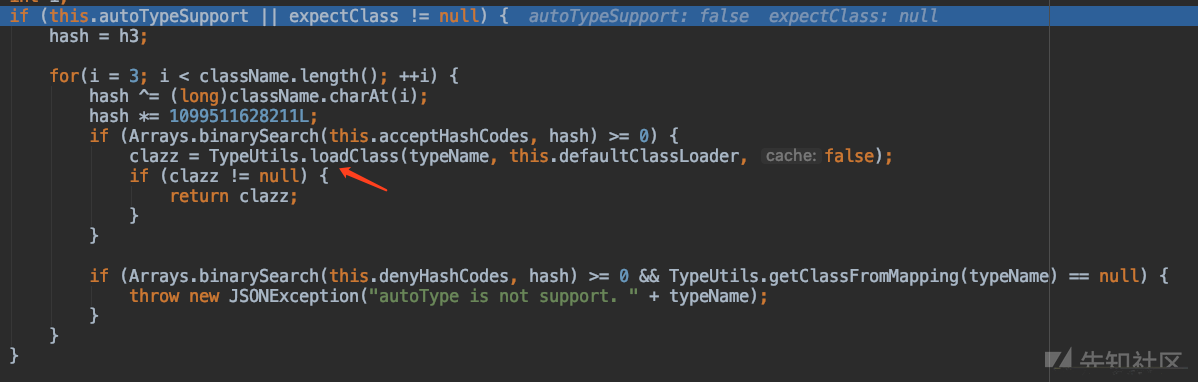 if (this.autoTypeSupport || expectClass != null) { autoTypeSupport: false expectClass: null
hash = h3;
for(i = 3; i < className.length(); ++i) {
hash ^= (long)className.charAt(i);
hash *= 1099511628211L;
if (Arrays.binarySearch(this.acceptHashCodes, hash) >= 0) {
clazz = TypeUtils.loadClass(typeName, this.defaultClassLoader, cache: false);
if (clazz != null) {
return clazz;
}
}
if (Arrays.binarySearch(this.denyHashCodes, hash) >= 0 && TypeUtils.getClassFromMapping(typeName) == null) {
throw new JSONException("autoType is not support. " + typeName);
}
}
}
先知社区